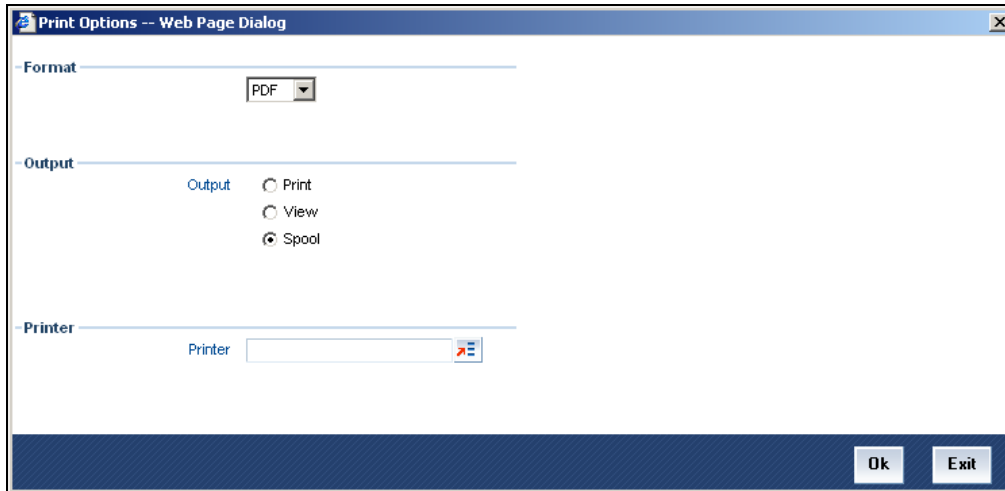 Print Options -- Web Page Dialog
Format
PDF
Output
Output Print
View
Spool
Printer
Printer
Ok Exit